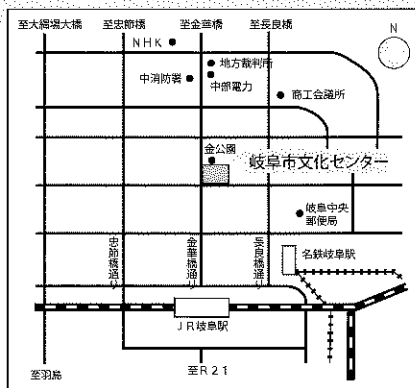 至大縄場大橋
至忠節橋
至金華橋
至長良橋
N
NHK
地方裁判所
中消防署
中部電力
商工会議所
金公園
岐阜市文化センター
岐阜中央
郵便局
忠節橋通り
金華橋通り
長良橋通り
名鉄岐阜駅
JR岐阜駅
至羽島
至R21